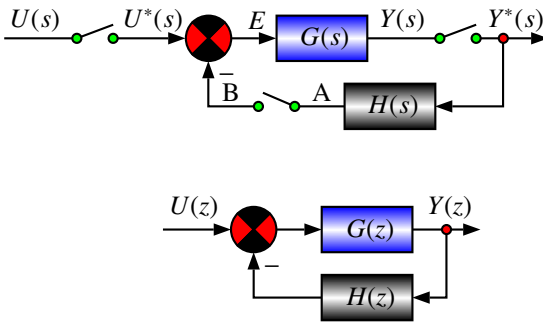 U(s) U*(s) E G(s) Y(s) Y*(s)
−
B A H(s)
U(z) G(z) Y(z)
−
H(z)